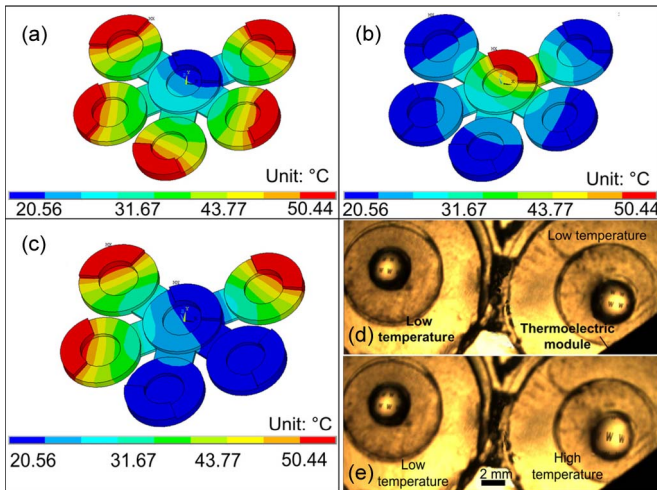 (a)
Unit: °C
20.56 31.67 43.77 50.44
(b)
Unit: °C
20.56 31.67 43.77 50.44
(c)
Unit: °C
20.56 31.67 43.77 50.44
Low temperature
(d)
Low
temperature
Thermoelectric
module
(e)
Low
temperature
2 mm
High
temperature